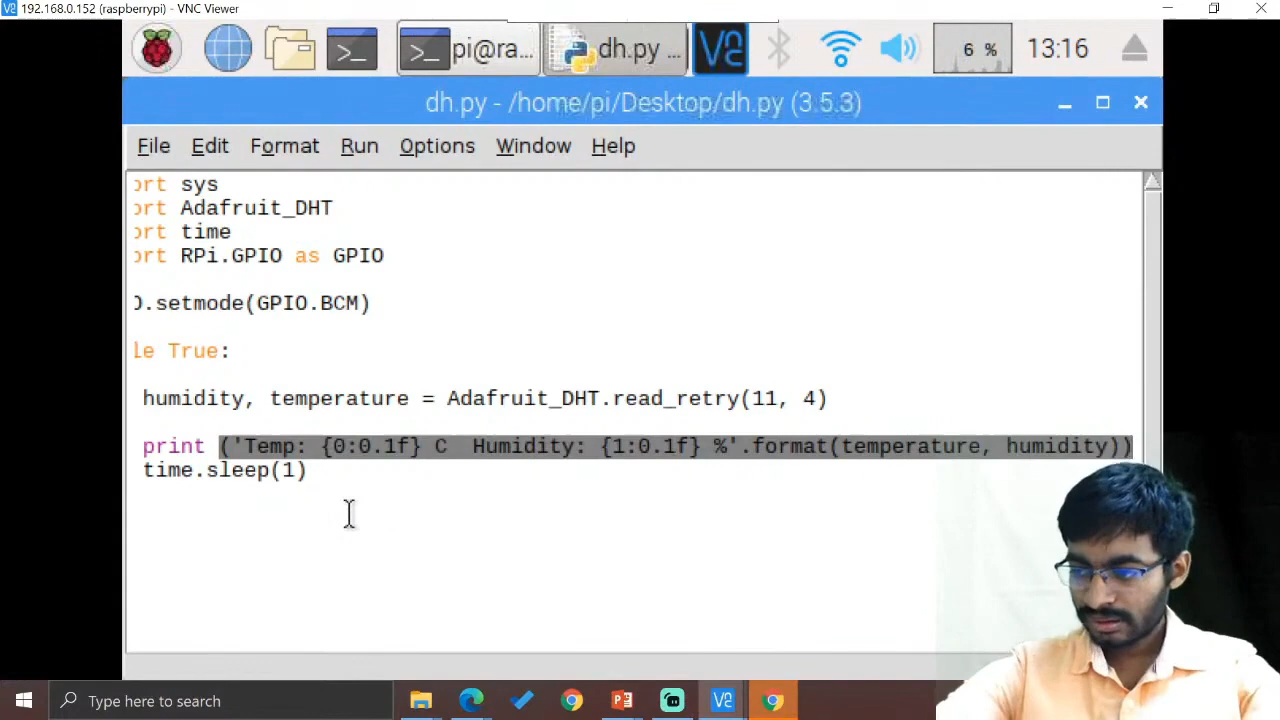 192.168.0.152 (raspberrypi) - VNC Viewer
pi@ra... dh.py ... 6 % 13:16
dh.py - /home/pi/Desktop/dh.py (3.5.3)
File Edit Format Run Options Window Help
ort sys
ort Adafruit_DHT
ort time
ort RPi.GPIO as GPIO
O.setmode(GPIO.BCM)
le True:
humidity, temperature = Adafruit_DHT.read_retry(11, 4)
print ('Temp: {0:0.1f} C  Humidity: {1:0.1f} %'.format(temperature, humidity))
time.sleep(1)
Type here to search